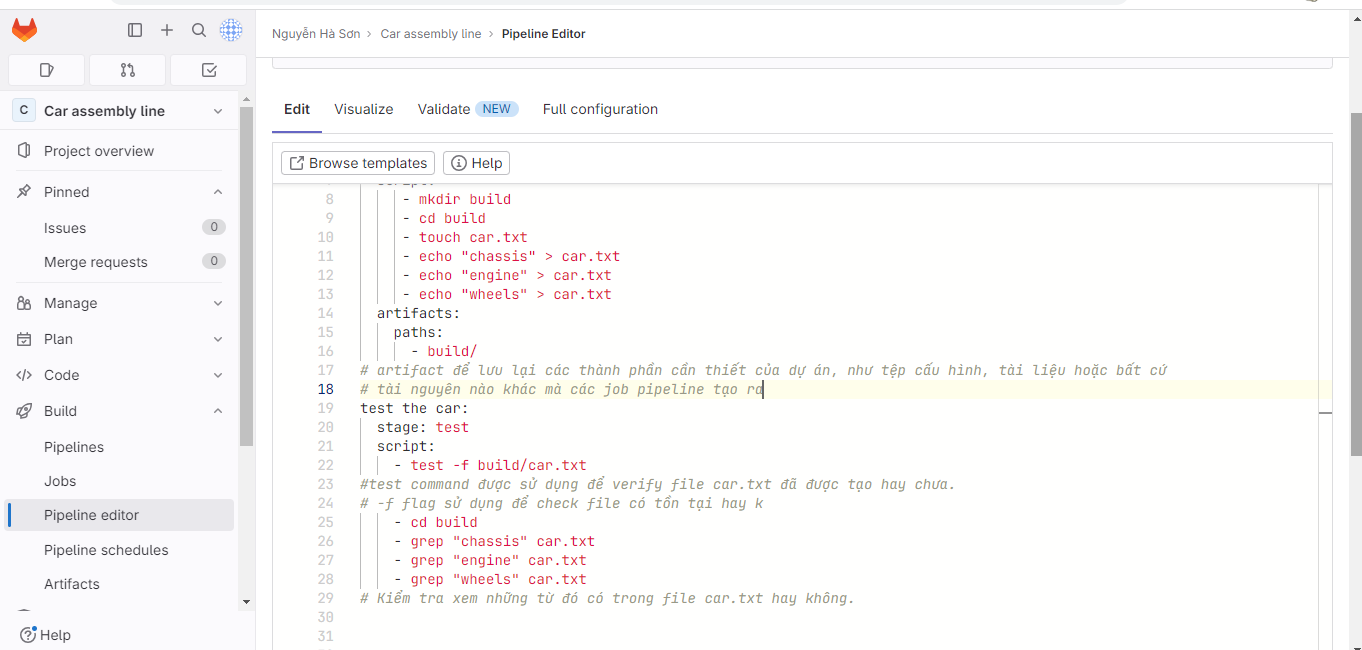 Nguyễn Hà Sơn › Car assembly line › Pipeline Editor
C Car assembly line
Project overview
Pinned
Issues 0
Merge requests 0
Manage
Plan
Code
Build
Pipelines
Jobs
Pipeline editor
Pipeline schedules
Artifacts
Help
Edit Visualize Validate NEW Full configuration
Browse templates Help
script:
8 - mkdir build
9 - cd build
10 - touch car.txt
11 - echo "chassis" > car.txt
12 - echo "engine" > car.txt
13 - echo "wheels" > car.txt
14 artifacts:
15 paths:
16 - build/
17 # artifact để lưu lại các thành phần cần thiết của dự án, như tệp cấu hình, tài liệu hoặc bất cứ
18 # tài nguyên nào khác mà các job pipeline tạo ra
19 test the car:
20 stage: test
21 script:
22 - test -f build/car.txt
23 #test command được sử dụng để verify file car.txt đã được tạo hay chưa.
24 # -f flag sử dụng để check file có tồn tại hay k
25 - cd build
26 - grep "chassis" car.txt
27 - grep "engine" car.txt
28 - grep "wheels" car.txt
29 # Kiểm tra xem những từ đó có trong file car.txt hay không.
30
31